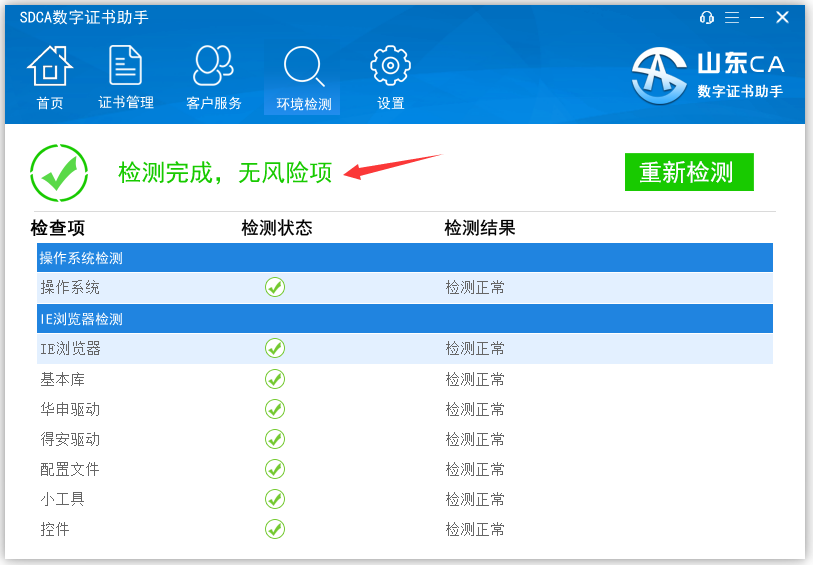 SDCA数字证书助手
首页 证书管理 客户服务 环境检测 设置
山东CA
数字证书助手
检测完成，无风险项
重新检测
检查项 检测状态 检测结果
操作系统检测
操作系统 检测正常
IE浏览器检测
IE浏览器 检测正常
基本库 检测正常
华申驱动 检测正常
得安驱动 检测正常
配置文件 检测正常
小工具 检测正常
控件 检测正常